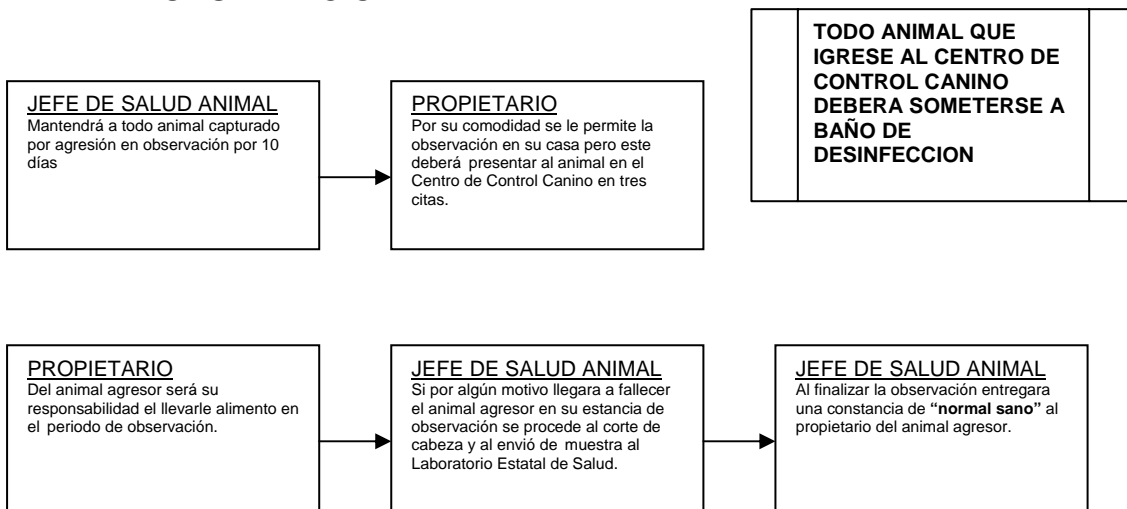 TODO ANIMAL QUE
IGRESE AL CENTRO DE
CONTROL CANINO
DEBERA SOMETERSE A
BAÑO DE
DESINFECCION
JEFE DE SALUD ANIMAL
Mantendrá a todo animal capturado
por agresión en observación por 10
días
PROPIETARIO
Por su comodidad se le permite la
observación en su casa pero este
deberá presentar al animal en el
Centro de Control Canino en tres
citas.
PROPIETARIO
Del animal agresor será su
responsabilidad el llevarle alimento en
el periodo de observación.
JEFE DE SALUD ANIMAL
Si por algún motivo llegara a fallecer
el animal agresor en su estancia de
observación se procede al corte de
cabeza y al envió de muestra al
Laboratorio Estatal de Salud.
JEFE DE SALUD ANIMAL
Al finalizar la observación entregara
una constancia de “normal sano” al
propietario del animal agresor.